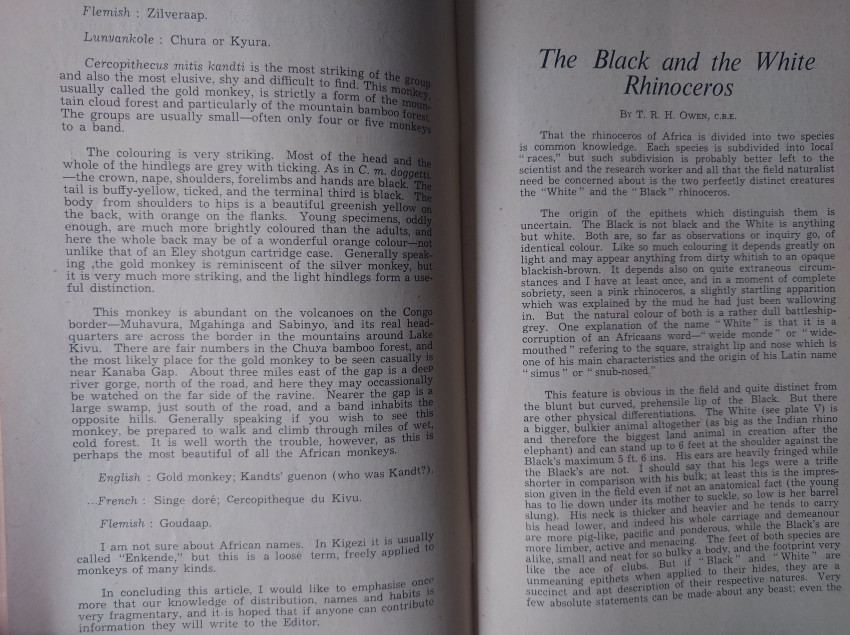 Flemish : Zilveraap.
Lunyankole : Chura or Kyura.
Cercopithecus mitis kandti is the most striking of the group
and also the most elusive, shy and difficult to find. This monkey,
usually called the gold monkey, is strictly a form of the moun-
tain cloud forest and particularly of the mountain bamboo forest.
The groups are usually small—often only four or five monkeys
to a band.
The colouring is very striking. Most of the head and the
whole of the hindlegs are grey with ticking. As in C. m. doggetti.
—the crown, nape, shoulders, forelimbs and hands are black. The
tail is buffy-yellow, ticked, and the terminal third is black. The
body from shoulders to hips is a beautiful greenish yellow on
the back, with orange on the flanks. Young specimens, oddly
enough, are much more brightly coloured than the adults, and
here the whole back may be of a wonderful orange colour—not
unlike that of an Eley shotgun cartridge case. Generally speak-
ing ,the gold monkey is reminiscent of the silver monkey, but
it is very much more striking, and the light hindlegs form a use-
ful distinction.
This monkey is abundant on the volcanoes on the Congo
border—Muhavura, Mgahinga and Sabinyo, and its real head-
quarters are across the border in the mountains around Lake
Kivu. There are fair numbers in the Chuya bamboo forest, and
the most likely place for the gold monkey to be seen casually is
near Kanaba Gap. About three miles east of the gap is a deep
river gorge, north of the road, and here they may occassionally
be watched on the far side of the ravine. Nearer the gap is a
large swamp, just south of the road, and a band inhabits the
opposite hills. Generally speaking if you wish to see this
monkey, be prepared to walk and climb through miles of wet,
cold forest. It is well worth the trouble, however, as this is
perhaps the most beautiful of all the African monkeys.
English : Gold monkey; Kandts' guenon (who was Kandt?).
...French : Singe doré; Cercopitheque du Kivu.
Flemish : Goudaap.
I am not sure about African names. In Kigezi it is usually
called "Enkende," but this is a loose term, freely applied to
monkeys of many kinds.
In concluding this article, I would like to emphasise once
more that our knowledge of distribution, names and habits is
very fragmentary, and it is hoped that if anyone can contribute
information they will write to the Editor.
The Black and the White
Rhinoceros
By T. R. H. Owen, C.B.E.
That the rhinoceros of Africa is divided into two species
is common knowledge. Each species is subdivided into local
"races," but such subdivision is probably better left to the
scientist and the research worker and all that the field naturalist
need be concerned about is the two perfectly distinct creatures
the "White" and the "Black" rhinoceros.
The origin of the epithets which distinguish them is
uncertain. The Black is not black and the White is anything
but white. Both are, so far as observations or inquiry go, of
identical colour. Like so much colouring it depends greatly on
light and may appear anything from dirty whitish to an opaque
blackish-brown. It depends also on quite extraneous circum-
stances and I have at least once, and in a moment of complete
sobriety, seen a pink rhinoceros, a slightly startling apparition
which was explained by the mud he had just been wallowing
in. But the natural colour of both is a rather dull battleship-
grey. One explanation of the name "White" is that it is a
corruption of an Africaans word—"weide monde" or "wide-
mouthed" refering to the square, straight lip and nose which is
one of his main characteristics and the origin of his Latin name
"simus" or "snub-nosed."
This feature is obvious in the field and quite distinct from
the blunt but curved, prehensile lip of the Black. But there
are other physical differentiations. The White (see plate V) is
a bigger, bulkier animal altogether (as big as the Indian rhino
and therefore the biggest land animal in creation after the
elephant) and can stand up to 6 feet at the shoulder against the
Black's maximum 5 ft. 6 ins. His ears are heavily fringed while
the Black's are not. I should say that his legs were a trifle
shorter in comparison with his bulk; at least this is the impres-
sion given in the field even if not an anatomical fact (the young
has to lie down under its mother to suckle, so low is her barrel
slung). His neck is thicker and heavier and he tends to carry
his head lower, and indeed his whole carriage and demeanour
are more pig-like, pacific and ponderous, while the Black's are
more limber, active and menacing. The feet of both species are
alike, small and neat for so bulky a body, and the footprint very
like the ace of clubs. But if "Black" and "White" are
unmeaning epithets when applied to their hides, they are a
succinct and apt description of their respective natures. Very
few absolute statements can be made about any beast; even the